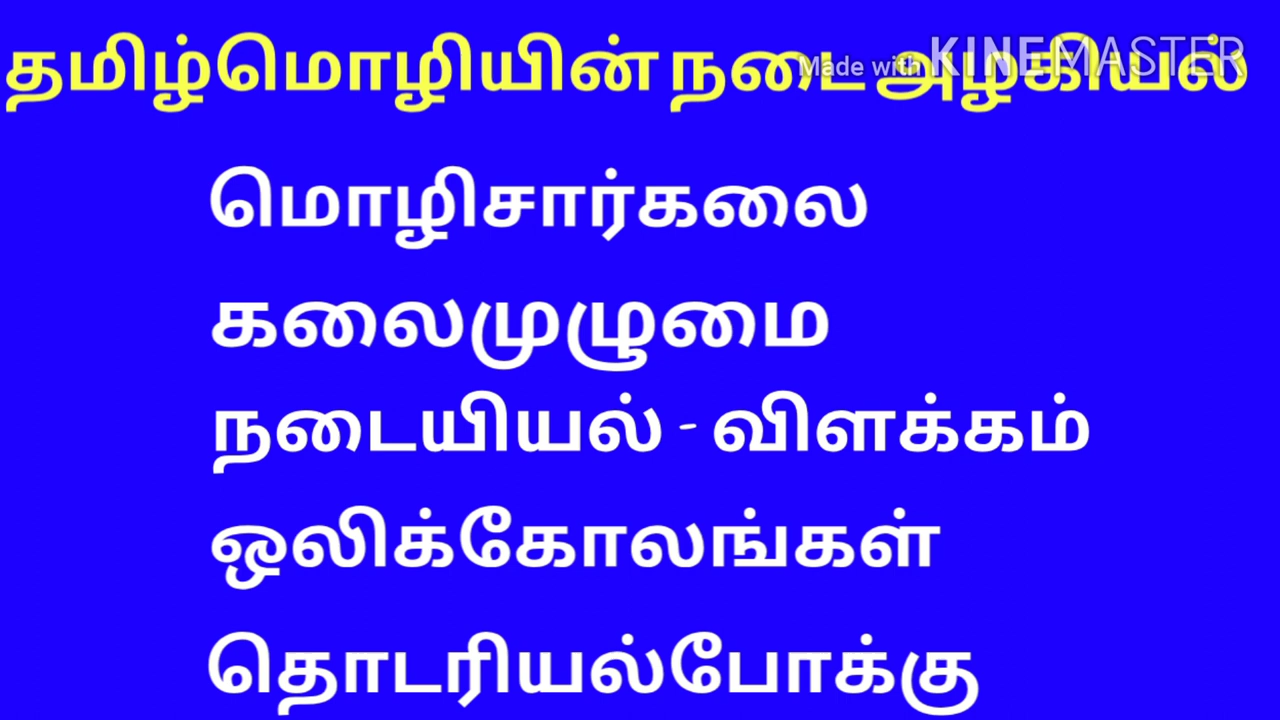 தமிழ்மொழியின் நடை அழகியல்
Made with KINEMASTER
மொழிசார்கலை
கலைமுழுமை
நடையியல் - விளக்கம்
ஒலிக்கோலங்கள்
தொடரியல்போக்கு